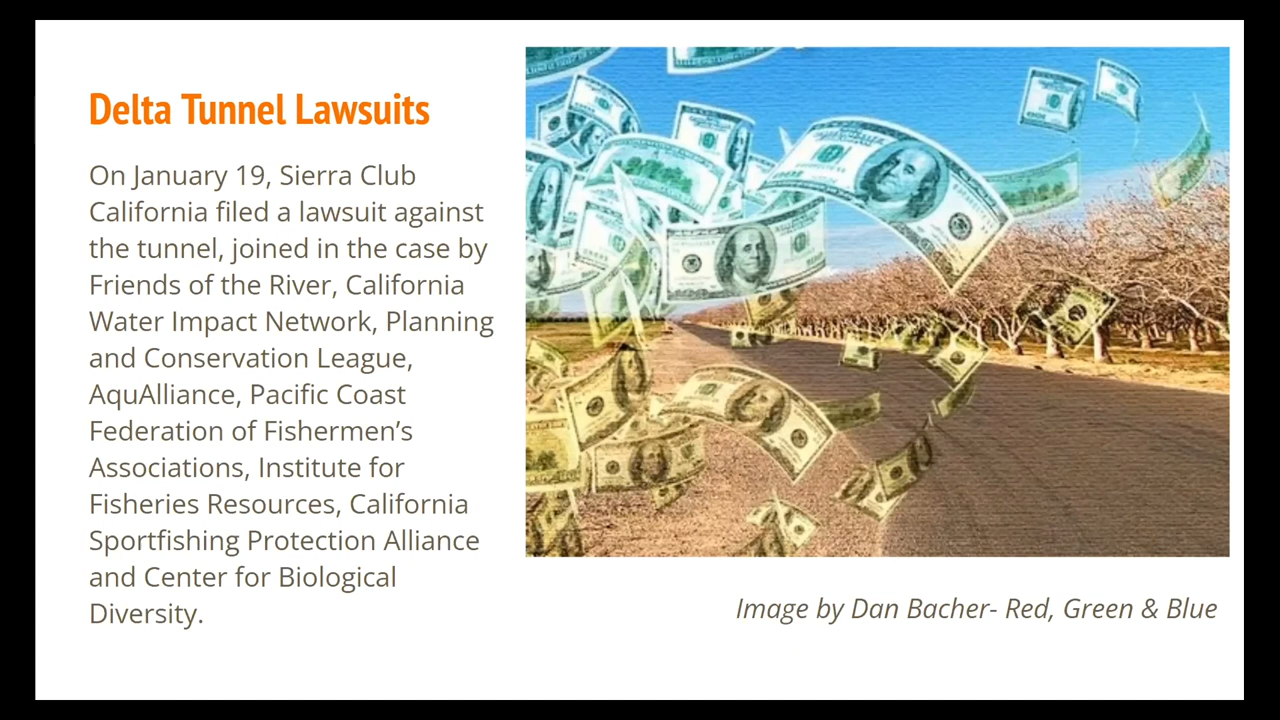 Delta Tunnel Lawsuits
On January 19, Sierra Club
California filed a lawsuit against
the tunnel, joined in the case by
Friends of the River, California
Water Impact Network, Planning
and Conservation League,
AquAlliance, Pacific Coast
Federation of Fishermen’s
Associations, Institute for
Fisheries Resources, California
Sportfishing Protection Alliance
and Center for Biological
Diversity.
Image by Dan Bacher- Red, Green & Blue